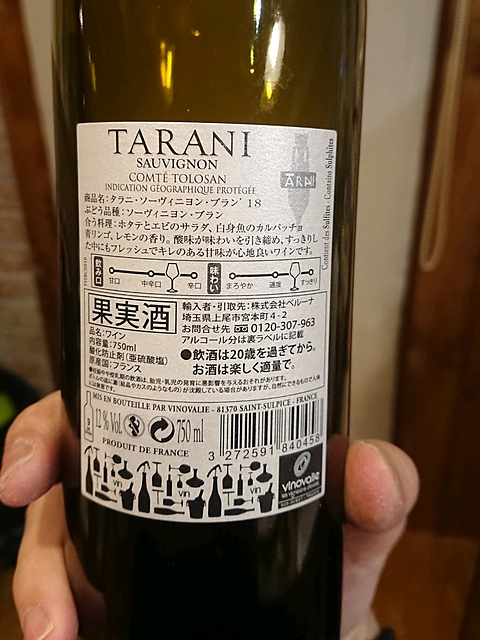 TARANI
SAUVIGNON
COMTÉ TOLOSAN
INDICATION GÉOGRAPHIQUE PROTÉGÉE
TARNI
商品名：タラニ・ソーヴィニヨン・ブラン' 18
ぶどう品種：ソーヴィニヨン・ブラン
合う料理：ホタテとエビのサラダ、白身魚のカルパッチョ
青リンゴ、レモンの香り。酸味が味わいを引き締め、すっきりし
た中にもフレッシュでキレのある甘味が心地良いワインです。
Contient des Sulfites - Contains Sulphites
飲み口 甘口 中辛口 辛口 味わい まろやか 適度 すっきり
果実酒
輸入者・引取先：株式会社ベルーナ
埼玉県上尾市宮本町4-2
お問合せ先 0120-307-963
アルコール分は裏ラベルに記載
品名：ワイン
内容量：750ml
酸化防止剤（亜硫酸塩）
原産国：フランス
●飲酒は20歳を過ぎてから。
お酒は楽しく適量で。
MIS EN BOUTEILLE PAR VINOVALIE - 81370 SAINT-SULPICE - FRANCE
12 % Vol. 750 ml
PRODUIT DE FRANCE
3 272591 840458
vinovalie
vin vin vin